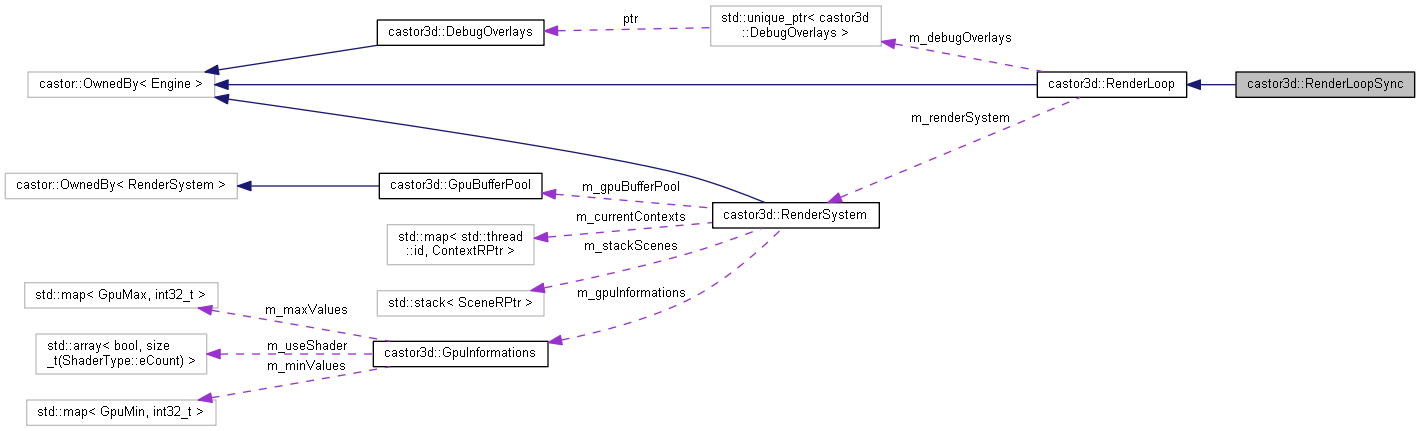 castor3d::DebugOverlays
ptr
std::unique_ptr< castor3d
::DebugOverlays >
m_debugOverlays
castor::OwnedBy< Engine >
castor3d::RenderLoop
castor3d::RenderLoopSync
m_renderSystem
castor::OwnedBy< RenderSystem >
castor3d::GpuBufferPool
m_gpuBufferPool
castor3d::RenderSystem
m_currentContexts
std::map< std::thread
::id, ContextRPtr >
m_stackScenes
std::stack< SceneRPtr >
m_gpuInformations
std::map< GpuMax, int32_t >
m_maxValues
std::array< bool, size
_t(ShaderType::eCount) >
m_useShader
castor3d::GpuInformations
m_minValues
std::map< GpuMin, int32_t >